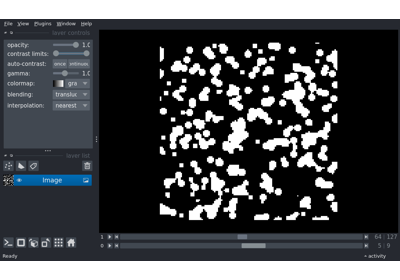 File View Plugins Window Help
layer controls
opacity: 1.0
contrast limits:
auto-contrast: once
gamma: 1.0
colormap: gra
blending: translu
interpolation: nearest
layer list
Image
1 64 127
0 5 9
Ready activity